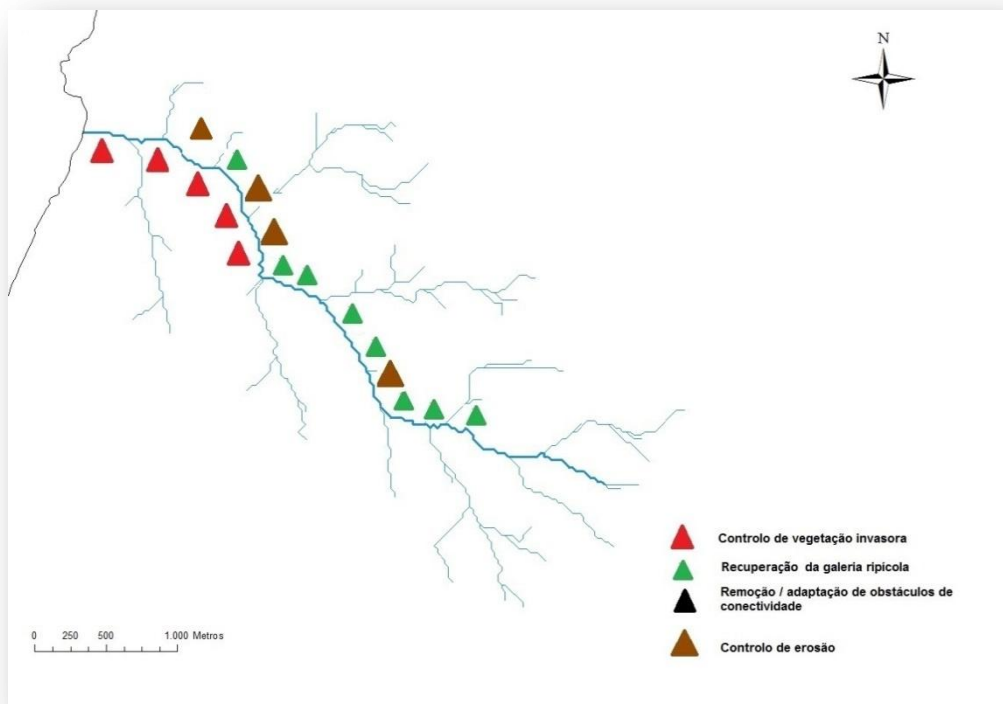 N
Controlo de vegetação invasora
Recuperação da galeria ripícola
Remoção / adaptação de obstáculos de
conectividade
Controlo de erosão
0 250 500 1.000 Metros